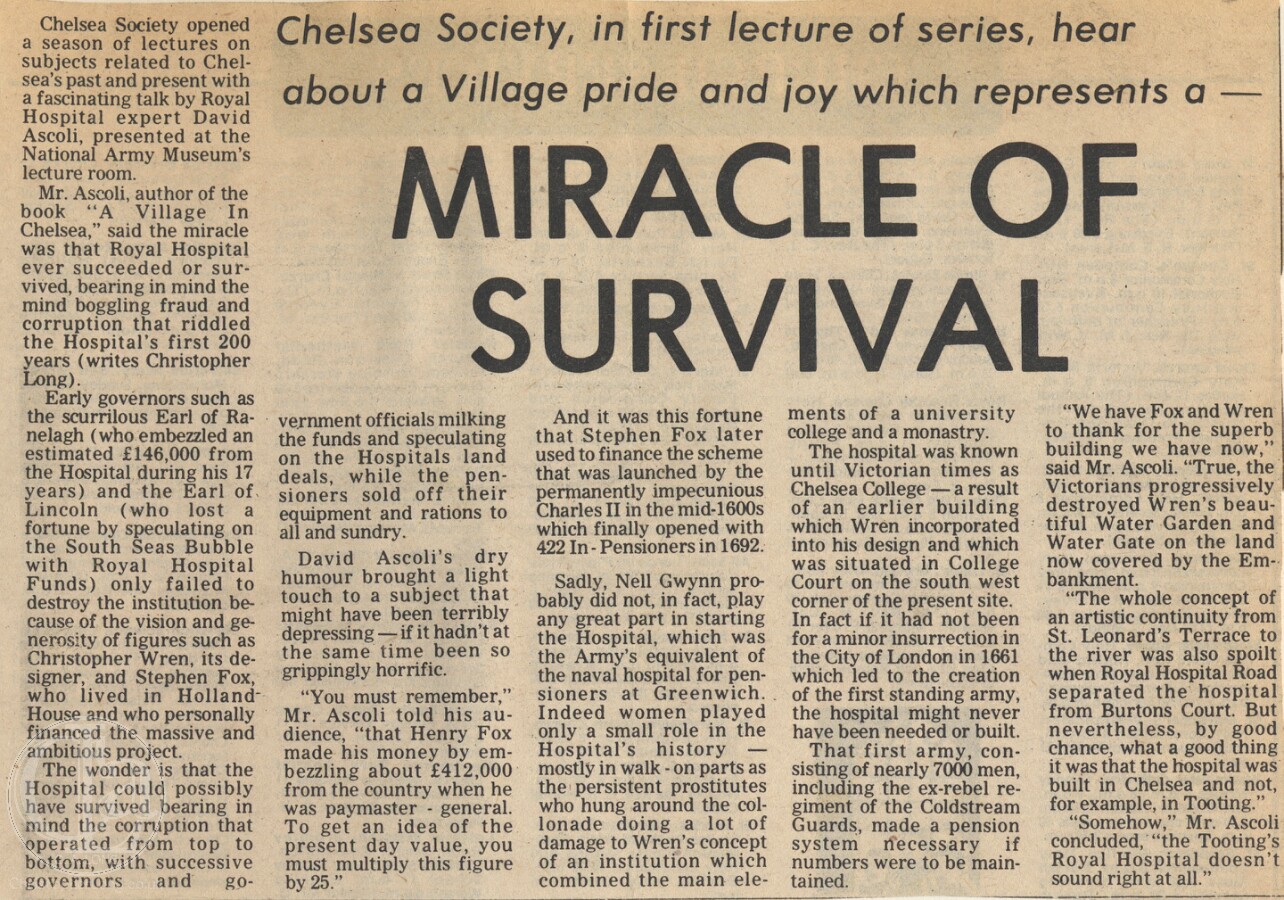 Chelsea Society, in first lecture of series, hear
about a Village pride and joy which represents a —
MIRACLE OF
SURVIVAL
Chelsea Society opened
a season of lectures on
subjects related to Chel-
sea's past and present with
a fascinating talk by Royal
Hospital expert David
Ascoli, presented at the
National Army Museum's
lecture room.
Mr. Ascoli, author of the
book "A Village In
Chelsea," said the miracle
was that Royal Hospital
ever succeeded or sur-
vived, bearing in mind the
mind boggling fraud and
corruption that riddled
the Hospital's first 200
years (writes Christopher
Long).
Early governors such as
the scurrilous Earl of Ra-
nelagh (who embezzled an
estimated £146,000 from
the Hospital during his 17
years) and the Earl of
Lincoln (who lost a
fortune by speculating on
the South Seas Bubble
with Royal Hospital
Funds) only failed to
destroy the institution be-
cause of the vision and ge-
nerosity of figures such as
Christopher Wren, its de-
signer, and Stephen Fox,
who lived in Holland
House and who personally
financed the massive and
ambitious project.
The wonder is that the
Hospital could possibly
have survived bearing in
mind the corruption that
operated from top to
bottom, with successive
governors and go-
vernment officials milking
the funds and speculating
on the Hospitals land
deals, while the pen-
sioners sold off their
equipment and rations to
all and sundry.
David Ascoli's dry
humour brought a light
touch to a subject that
might have been terribly
depressing — if it hadn't at
the same time been so
grippingly horrific.
"You must remember,"
Mr. Ascoli told his au-
dience, "that Henry Fox
made his money by em-
bezzling about £412,000
from the country when he
was paymaster - general.
To get an idea of the
present day value, you
must multiply this figure
by 25."
And it was this fortune
that Stephen Fox later
used to finance the scheme
that was launched by the
permanently impecunious
Charles II in the mid-1600s
which finally opened with
422 In - Pensioners in 1692.
Sadly, Nell Gwynn pro-
bably did not, in fact, play
any great part in starting
the Hospital, which was
the Army's equivalent of
the naval hospital for pen-
sioners at Greenwich.
Indeed women played
only a small role in the
Hospital's history —
mostly in walk - on parts as
the persistent prostitutes
who hung around the col-
lonade doing a lot of
damage to Wren's concept
of an institution which
combined the main ele-
ments of a university
college and a monastry.
The hospital was known
until Victorian times as
Chelsea College — a result
of an earlier building
which Wren incorporated
into his design and which
was situated in College
Court on the south west
corner of the present site.
In fact if it had not been
for a minor insurrection in
the City of London in 1661
which led to the creation
of the first standing army,
the hospital might never
have been needed or built.
That first army, con-
sisting of nearly 7000 men,
including the ex-rebel re-
giment of the Coldstream
Guards, made a pension
system necessary if
numbers were to be main-
tained.
"We have Fox and Wren
to thank for the superb
building we have now,"
said Mr. Ascoli. "True, the
Victorians progressively
destroyed Wren's beau-
tiful Water Garden and
Water Gate on the land
now covered by the Em-
bankment.
"The whole concept of
an artistic continuity from
St. Leonard's Terrace to
the river was also spoilt
when Royal Hospital Road
separated the hospital
from Burtons Court. But
nevertheless, by good
chance, what a good thing
it was that the hospital was
built in Chelsea and not,
for example, in Tooting."
"Somehow," Mr. Ascoli
concluded, "the Tooting's
Royal Hospital doesn't
sound right at all."